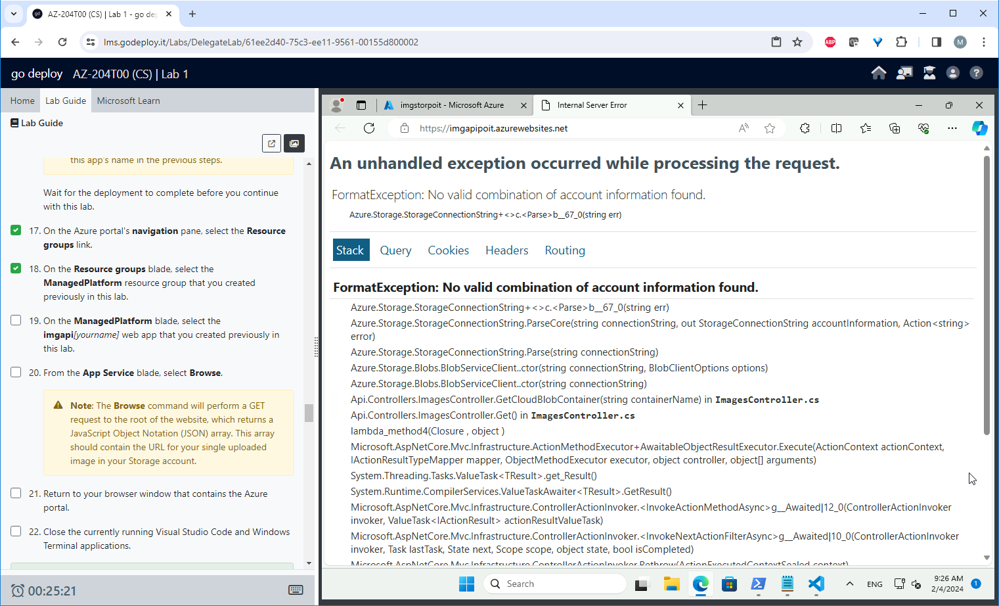 AZ-204T00 (CS) | Lab 1 - go dep
lms.godeploy.it/Labs/DelegateLab/61ee2d40-75c3-ee11-9561-00155d800002
ABP
M
go deploy AZ-204T00 (CS) | Lab 1
Home Lab Guide Microsoft Learn
Lab Guide
this app's name in the previous steps.
Wait for the deployment to complete before you continue
with this lab.
17. On the Azure portal's navigation pane, select the Resource
groups link.
18. On the Resource groups blade, select the
ManagedPlatform resource group that you created
previously in this lab.
19. On the ManagedPlatform blade, select the
imgapi[yourname] web app that you created previously in
this lab.
20. From the App Service blade, select Browse.
Note: The Browse command will perform a GET
request to the root of the website, which returns a
JavaScript Object Notation (JSON) array. This array
should contain the URL for your single uploaded
image in your Storage account.
21. Return to your browser window that contains the Azure
portal.
22. Close the currently running Visual Studio Code and Windows
Terminal applications.
00:25:21
imgstorpoit - Microsoft Azure
Internal Server Error
https://imgapipoit.azurewebsites.net
An unhandled exception occurred while processing the request.
FormatException: No valid combination of account information found.
Azure.Storage.StorageConnectionString+<>c.<Parse>b__67_0(string err)
Stack Query Cookies Headers Routing
FormatException: No valid combination of account information found.
Azure.Storage.StorageConnectionString+<>c.<Parse>b__67_0(string err)
Azure.Storage.StorageConnectionString.ParseCore(string connectionString, out StorageConnectionString accountInformation, Action<string>
error)
Azure.Storage.StorageConnectionString.Parse(string connectionString)
Azure.Storage.Blobs.BlobServiceClient..ctor(string connectionString, BlobClientOptions options)
Azure.Storage.Blobs.BlobServiceClient..ctor(string connectionString)
Api.Controllers.ImagesController.GetCloudBlobContainer(string containerName) in ImagesController.cs
Api.Controllers.ImagesController.Get() in ImagesController.cs
lambda_method4(Closure , object )
Microsoft.AspNetCore.Mvc.Infrastructure.ActionMethodExecutor+AwaitableObjectResultExecutor.Execute(ActionContext actionContext,
IActionResultTypeMapper mapper, ObjectMethodExecutor executor, object controller, object[] arguments)
System.Threading.Tasks.ValueTask<TResult>.get_Result()
System.Runtime.CompilerServices.ValueTaskAwaiter<TResult>.GetResult()
Microsoft.AspNetCore.Mvc.Infrastructure.ControllerActionInvoker.<InvokeActionMethodAsync>g__Awaited|12_0(ControllerActionInvoker
invoker, ValueTask<IActionResult> actionResultValueTask)
Microsoft.AspNetCore.Mvc.Infrastructure.ControllerActionInvoker.<InvokeNextActionFilterAsync>g__Awaited|10_0(ControllerActionInvoker
invoker, Task lastTask, State next, Scope scope, object state, bool isCompleted)
Microsoft.AspNetCore.Mvc.Infrastructure.ControllerActionInvoker.Rethrow(ActionExecutedContextSealed context)
Search
ENG
9:26 AM
2/4/2024
1